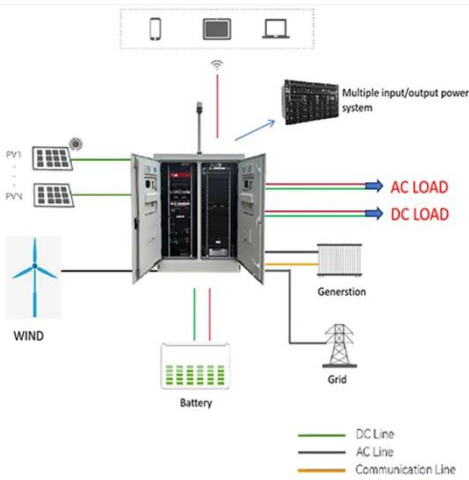 Multiple input/output power
system
PV1
PVN
AC LOAD
DC LOAD
WIND
Generstion
Grid
Battery
DC Line
AC Line
Communication Line